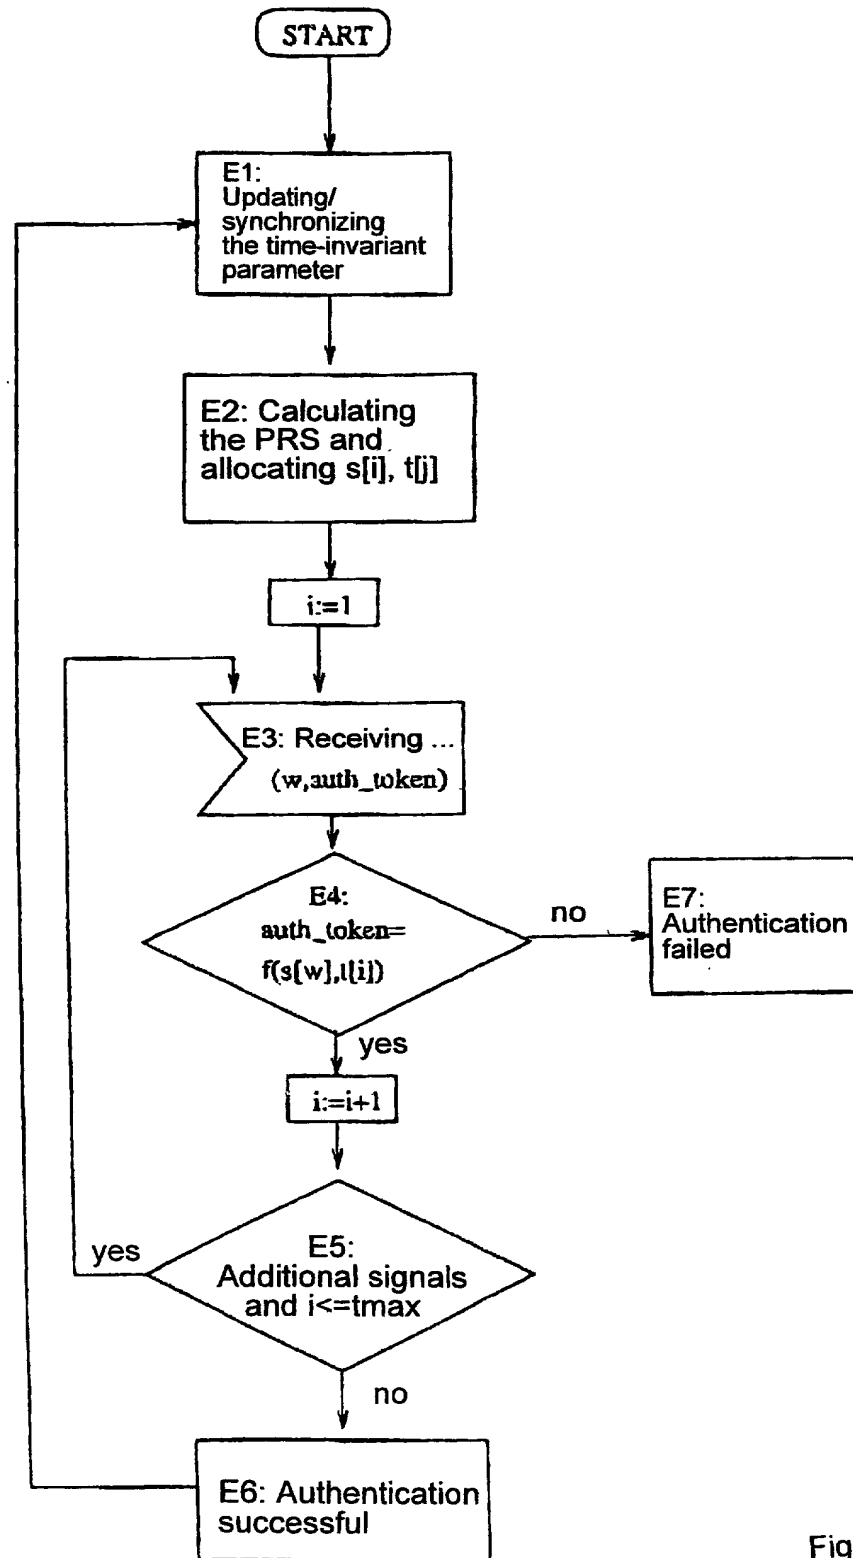 START
E1:
Updating/
synchronizing
the time-invariant
parameter
E2: Calculating
the PRS and
allocating s[i], t[j]
i:=1
E3: Receiving ...
(w,auth_token)
E4:
auth_token=
f(s[w],t[i])
no
E7:
Authentication
failed
yes
i:=i+1
E5:
Additional signals
and i<=tmax
yes
no
E6: Authentication
successful
Fig